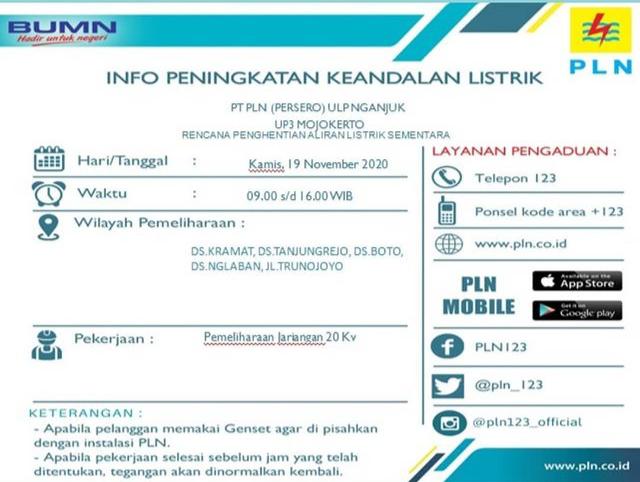 BUMN
Hadir untuk negeri
PLN
INFO PENINGKATAN KEANDALAN LISTRIK
PT PLN (PERSERO) ULP NGANJUK
UP3 MOJOKERTO
RENCANA PENGHENTIAN ALIRAN LISTRIK SEMENTARA
Hari/Tanggal : Kamis, 19 November 2020
Waktu : 09.00 s/d 16.00 WIB
Wilayah Pemeliharaan :
DS.KRAMAT, DS.TANJUNGREJO, DS.BOTO,
DS.NGLABAN, JL.TRUNOJOYO
Pekerjaan : Pemeliharaan Jariangan 20 Kv
KETERANGAN :
- Apabila pelanggan memakai Genset agar di pisahkan
dengan instalasi PLN.
- Apabila pekerjaan selesai sebelum jam yang telah
ditentukan, tegangan akan dinormalkan kembali.
LAYANAN PENGADUAN :
Telepon 123
Ponsel kode area +123
www.pln.co.id
PLN
MOBILE
Available on the
App Store
Get it on
Google play
PLN123
@pln_123
@pln123_official
www.pln.co.id